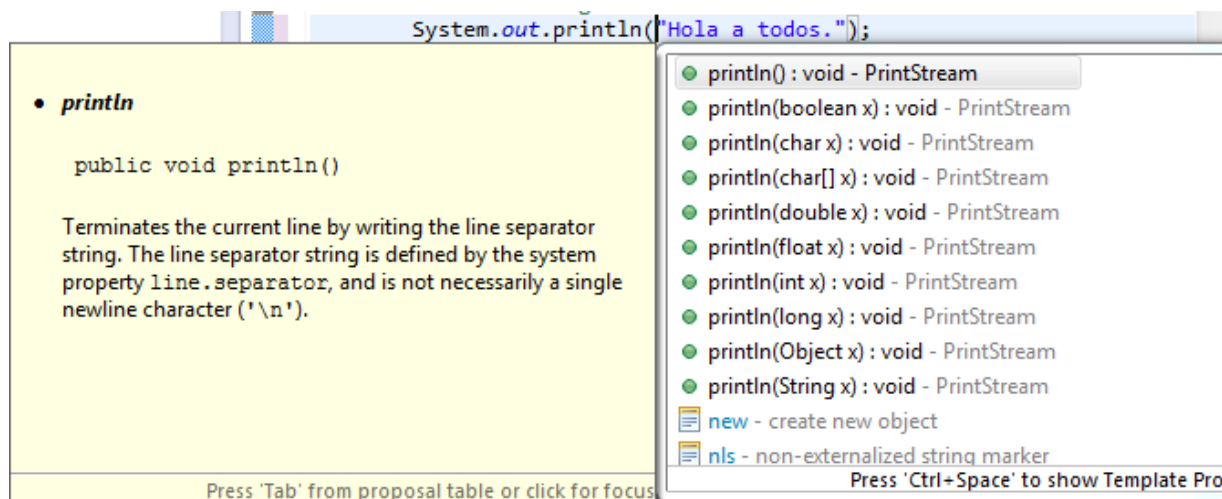 System.out.println("Hola a todos.");
println
public void println()
Terminates the current line by writing the line separator
string. The line separator string is defined by the system
property line.separator, and is not necessarily a single
newline character ('\n').
Press 'Tab' from proposal table or click for focus
println() : void - PrintStream
println(boolean x) : void - PrintStream
println(char x) : void - PrintStream
println(char[] x) : void - PrintStream
println(double x) : void - PrintStream
println(float x) : void - PrintStream
println(int x) : void - PrintStream
println(long x) : void - PrintStream
println(Object x) : void - PrintStream
println(String x) : void - PrintStream
new - create new object
nls - non-externalized string marker
Press 'Ctrl+Space' to show Template Pro